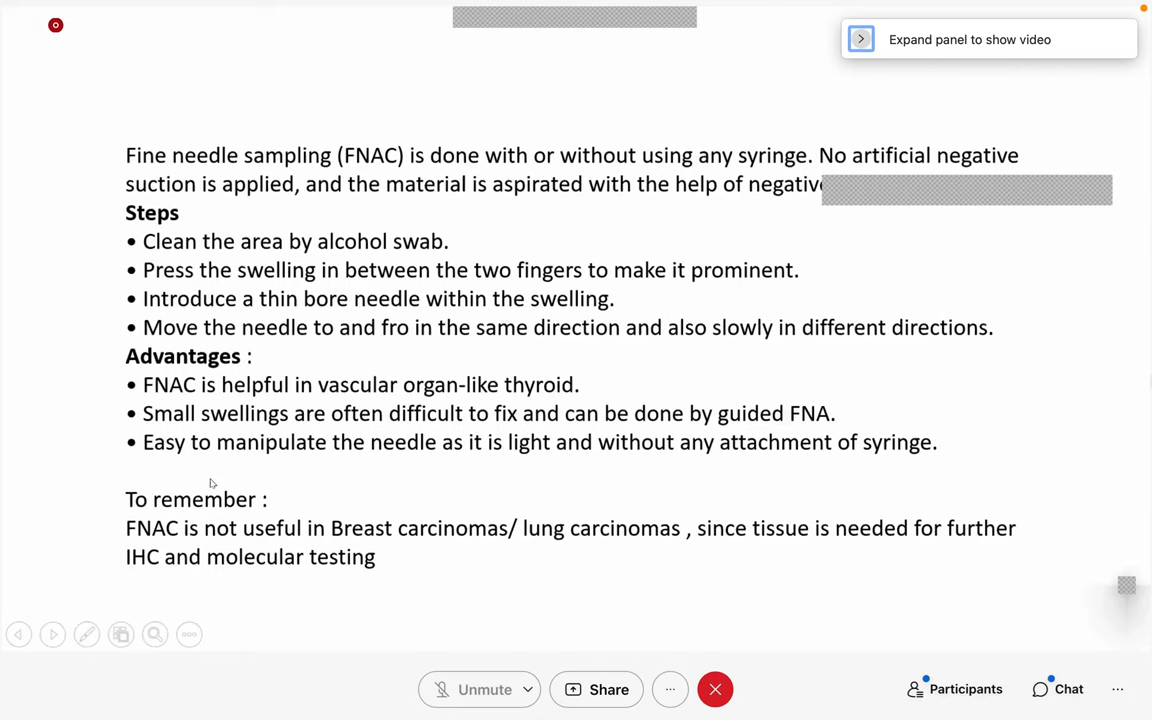 Expand panel to show video
Fine needle sampling (FNAC) is done with or without using any syringe. No artificial negative
suction is applied, and the material is aspirated with the help of negative
Steps
• Clean the area by alcohol swab.
• Press the swelling in between the two fingers to make it prominent.
• Introduce a thin bore needle within the swelling.
• Move the needle to and fro in the same direction and also slowly in different directions.
Advantages :
• FNAC is helpful in vascular organ-like thyroid.
• Small swellings are often difficult to fix and can be done by guided FNA.
• Easy to manipulate the needle as it is light and without any attachment of syringe.
To remember :
FNAC is not useful in Breast carcinomas/ lung carcinomas , since tissue is needed for further
IHC and molecular testing
Unmute Share Participants Chat